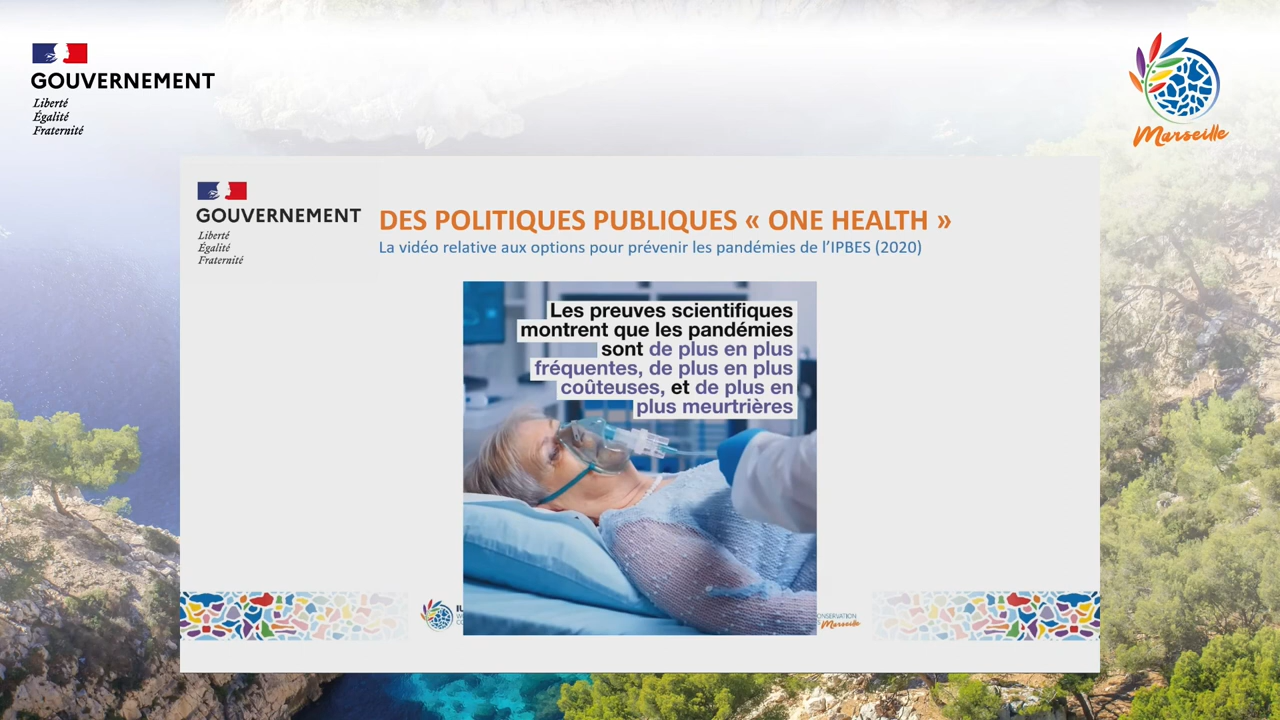 GOUVERNEMENT
Liberté
Égalité
Fraternité
Marseille
GOUVERNEMENT
Liberté
Égalité
Fraternité
DES POLITIQUES PUBLIQUES « ONE HEALTH »
La vidéo relative aux options pour prévenir les pandémies de l’IPBES (2020)
Les preuves scientifiques
montrent que les pandémies
sont de plus en plus
fréquentes, de plus en plus
coûteuses, et de plus en
plus meurtrières
Marseille